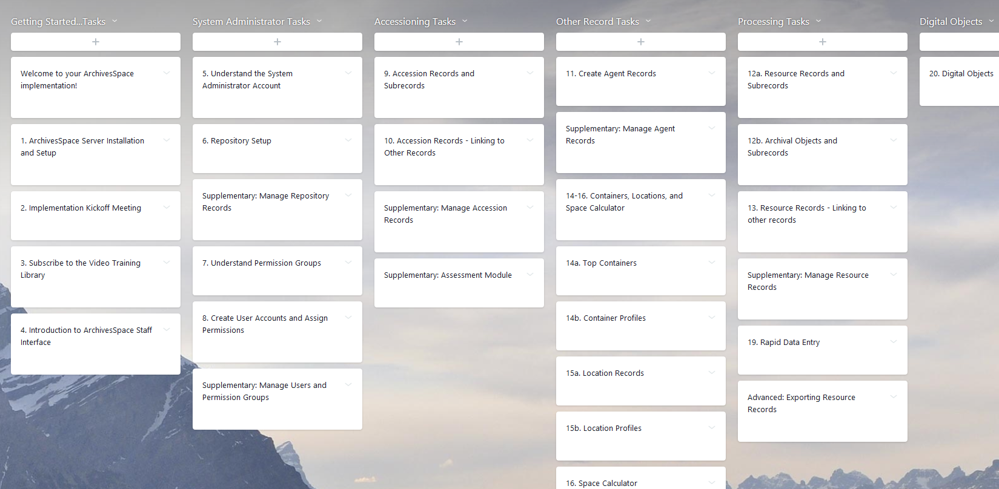 Getting Started...Tasks
Welcome to your ArchivesSpace
implementation!
1. ArchivesSpace Server Installation
and Setup
2. Implementation Kickoff Meeting
3. Subscribe to the Video Training
Library
4. Introduction to ArchivesSpace Staff
Interface
System Administrator Tasks
5. Understand the System
Administrator Account
6. Repository Setup
Supplementary: Manage Repository
Records
7. Understand Permission Groups
8. Create User Accounts and Assign
Permissions
Supplementary: Manage Users and
Permission Groups
Accessioning Tasks
9. Accession Records and
Subrecords
10. Accession Records - Linking to
Other Records
Supplementary: Manage Accession
Records
Supplementary: Assessment Module
Other Record Tasks
11. Create Agent Records
Supplementary: Manage Agent
Records
14-16. Containers, Locations, and
Space Calculator
14a. Top Containers
14b. Container Profiles
15a. Location Records
15b. Location Profiles
16. Space Calculator
Processing Tasks
12a. Resource Records and
Subrecords
12b. Archival Objects and
Subrecords
13. Resource Records - Linking to
other records
Supplementary: Manage Resource
Records
19. Rapid Data Entry
Advanced: Exporting Resource
Records
Digital Objects
20. Digital Objects